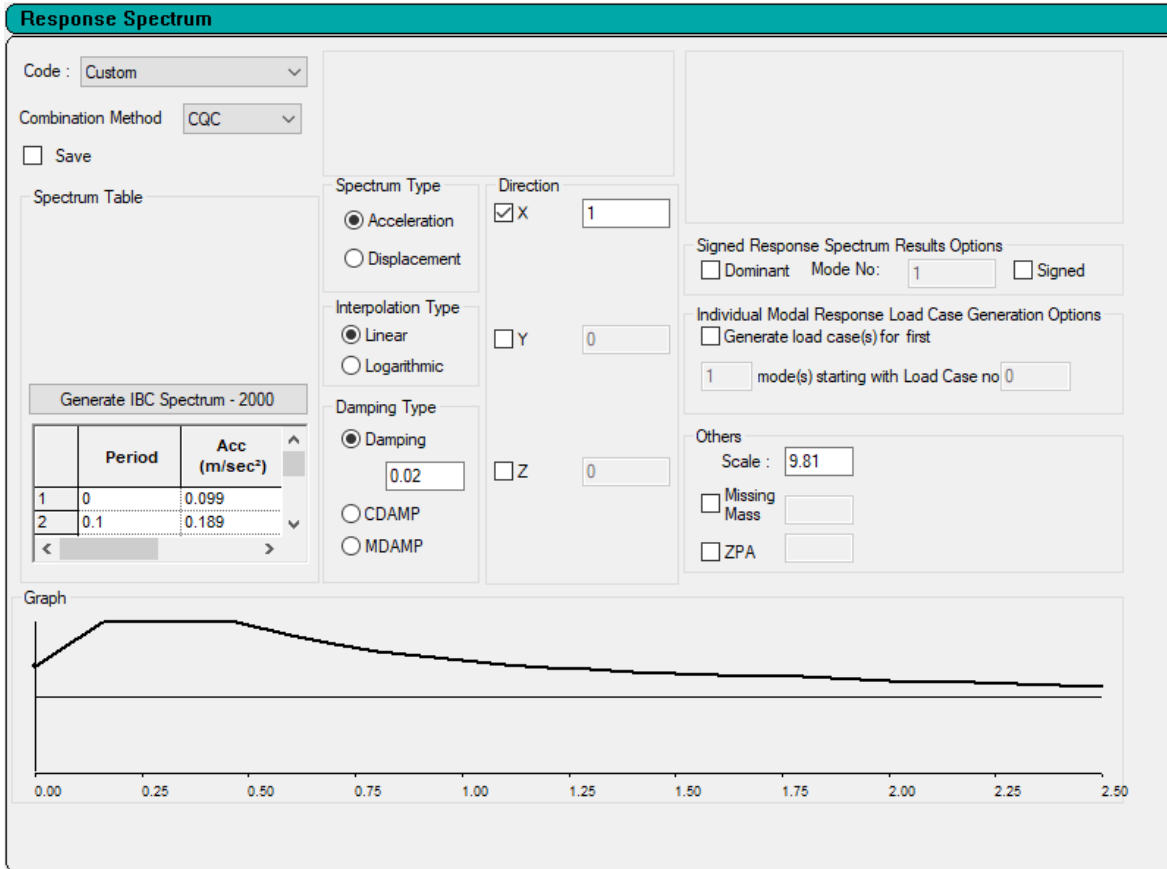 Response Spectrum
Code : Custom
Combination Method CQC
Save
Spectrum Table
Generate IBC Spectrum - 2000
Period Acc (m/sec²)
1 0 0.099
2 0.1 0.189
Spectrum Type
Acceleration
Displacement
Interpolation Type
Linear
Logarithmic
Damping Type
Damping
0.02
CDAMP
MDAMP
Direction
X 1
Y 0
Z 0
Signed Response Spectrum Results Options
Dominant Mode No: 1 Signed
Individual Modal Response Load Case Generation Options
Generate load case(s) for first
1 mode(s) starting with Load Case no 0
Others
Scale : 9.81
Missing
Mass
ZPA
Graph
0.00 0.25 0.50 0.75 1.00 1.25 1.50 1.75 2.00 2.25 2.50